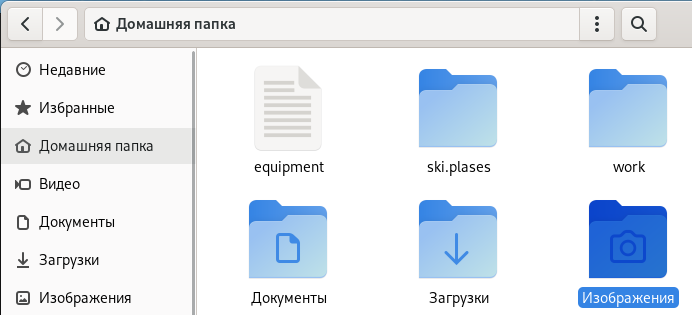 Домашняя папка
Недавние
Избранные
Домашняя папка
Видео
Документы
Загрузки
Изображения
equipment
ski.plases
work
Документы
Загрузки
Изображения